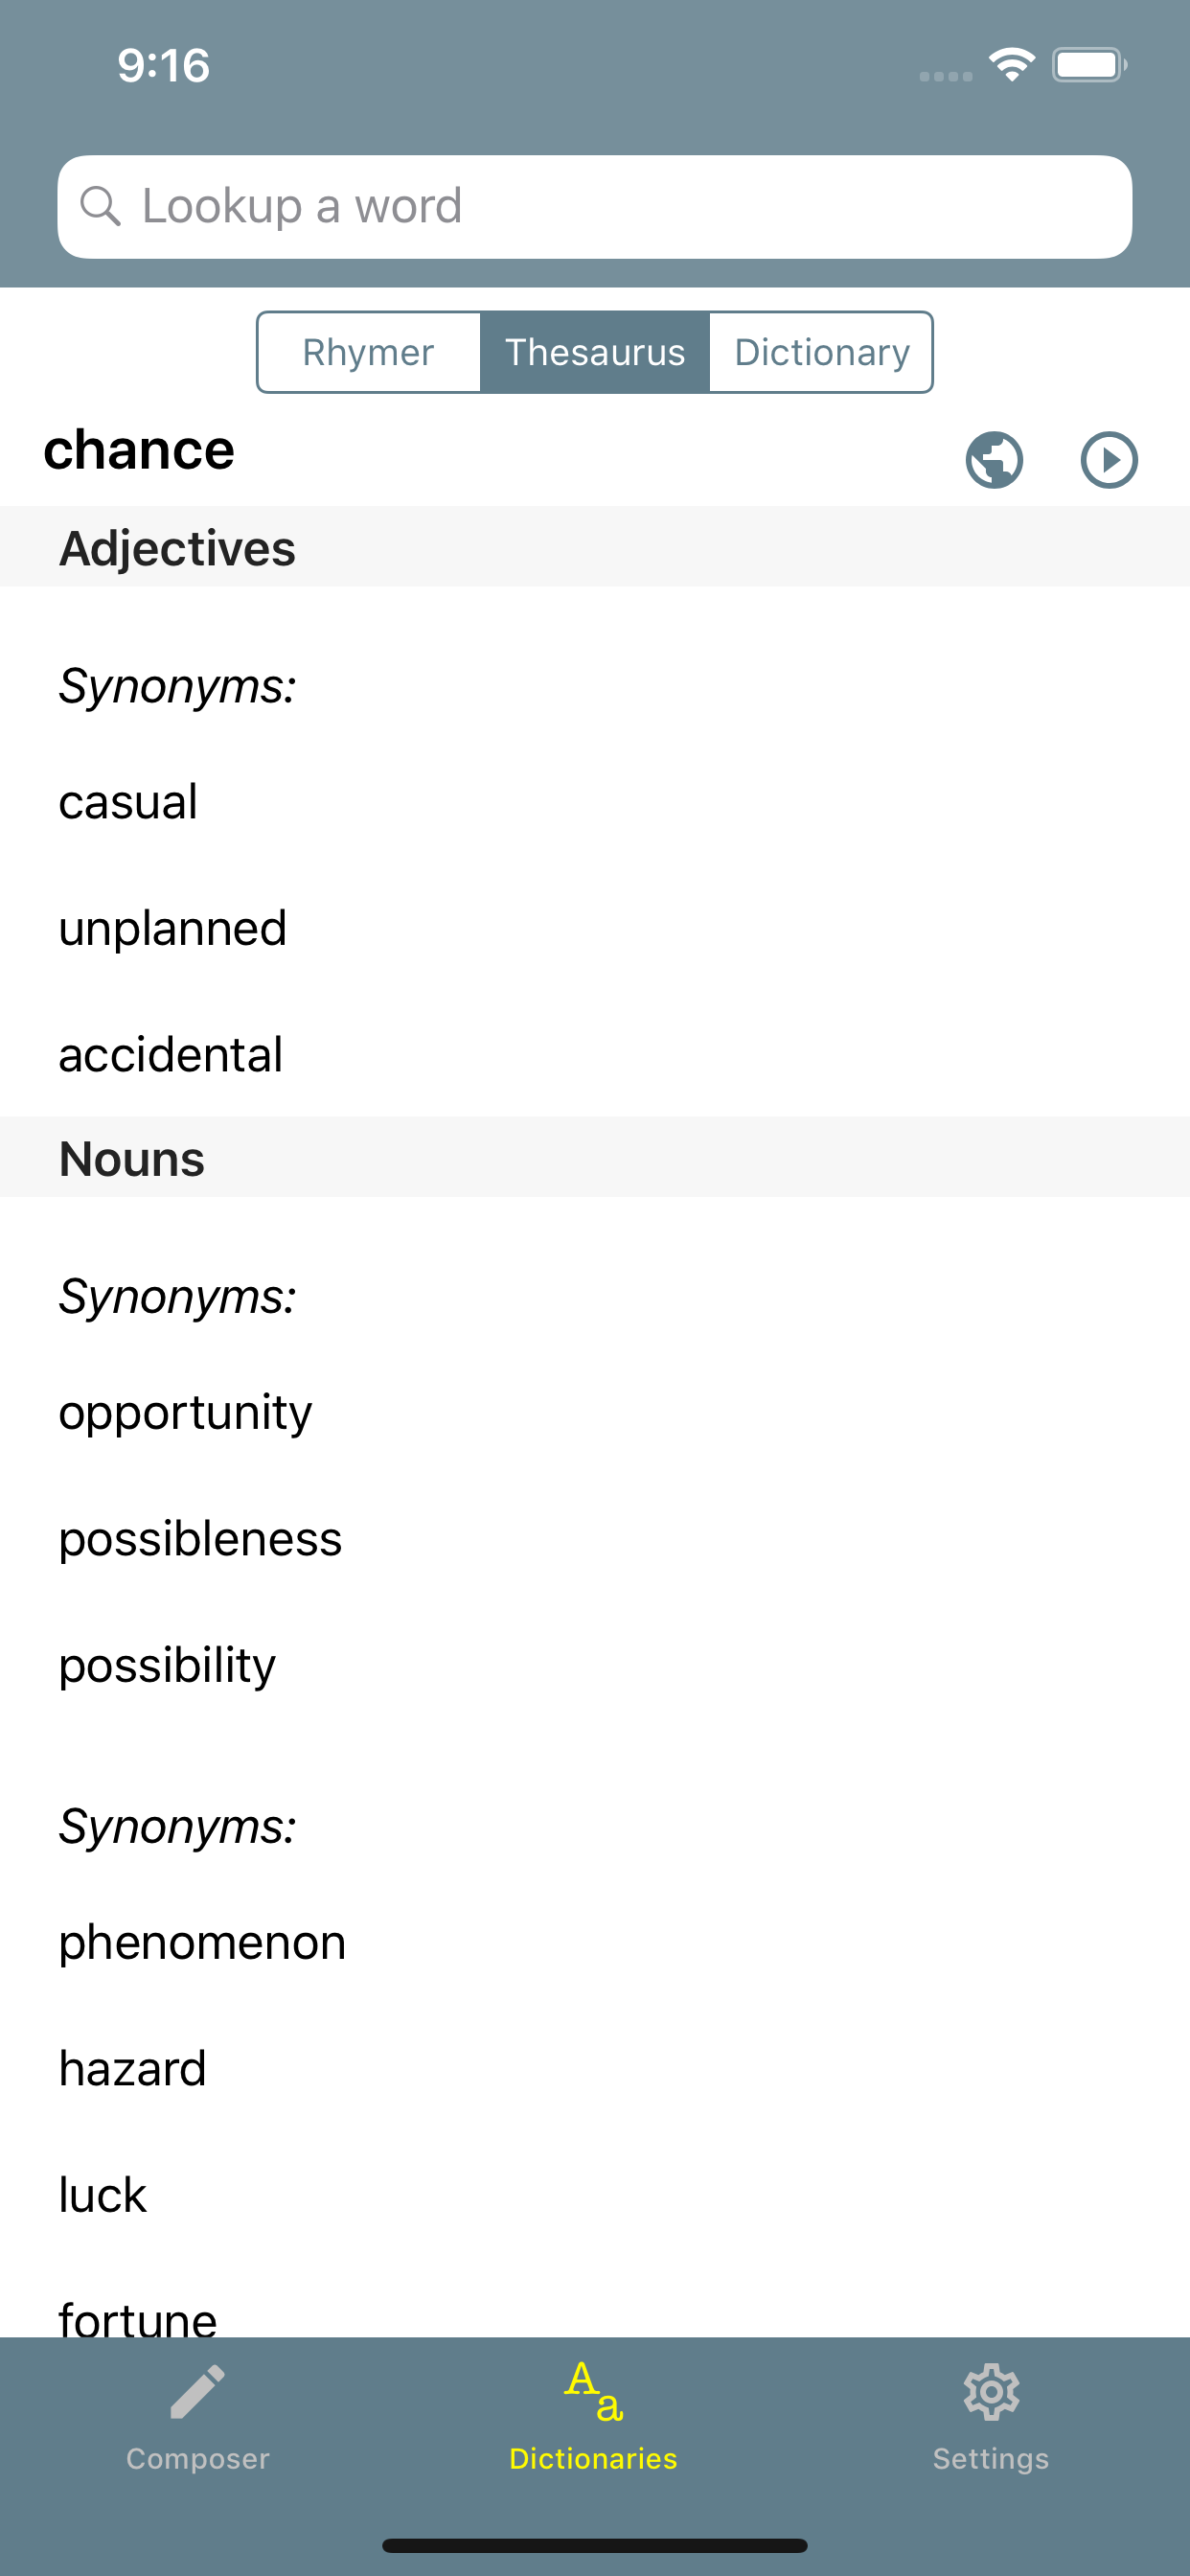 9:16
Lookup a word
Rhymer Thesaurus Dictionary
chance
Adjectives
Synonyms:
casual
unplanned
accidental
Nouns
Synonyms:
opportunity
possibleness
possibility
Synonyms:
phenomenon
hazard
luck
fortune
Aa
Composer Dictionaries Settings